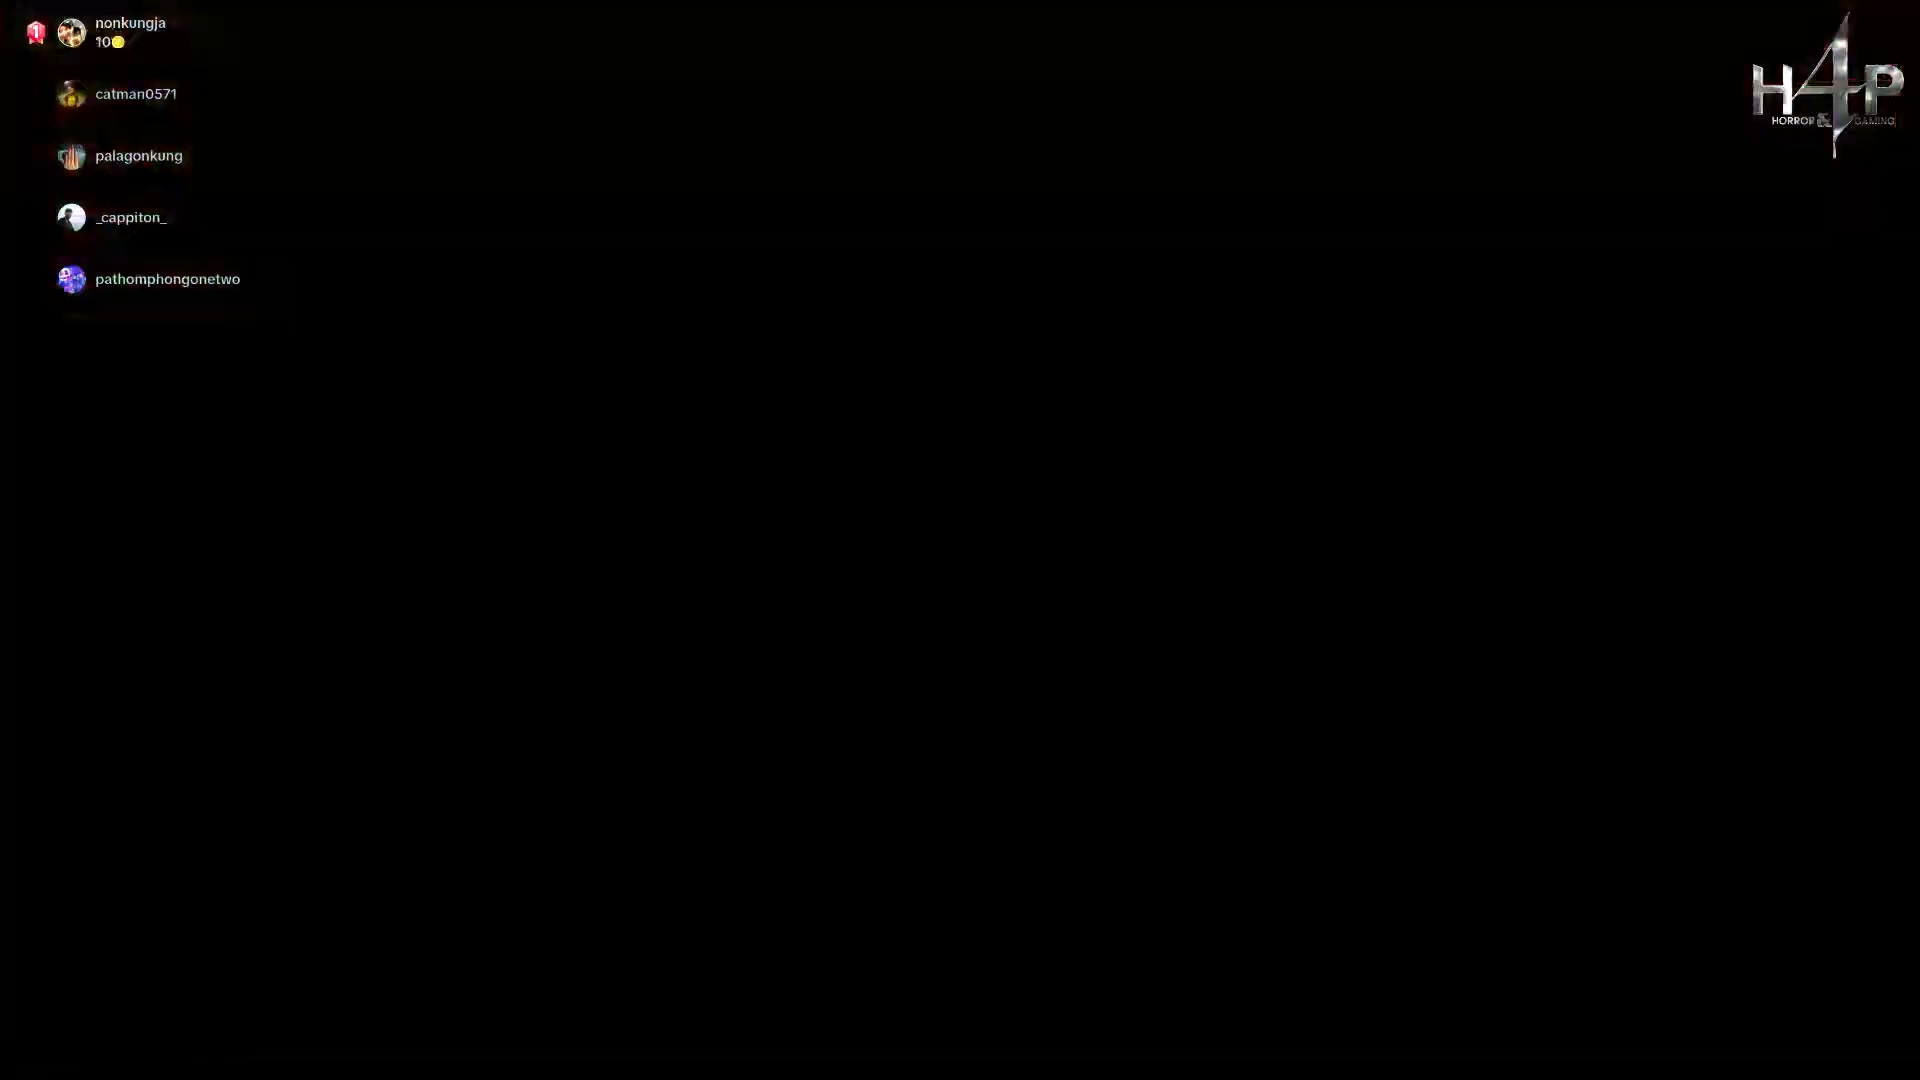 1
nonkungja
10
catman0571
palagonkung
_cappiton_
pathomphongonetwo
H4P
HORROR & GAMING